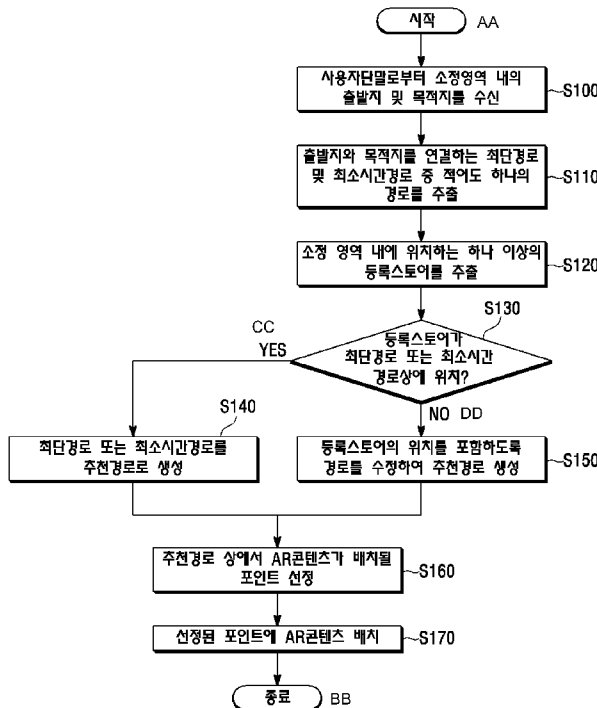 시작 AA
사용자단말로부터 소정영역 내의
출발지 및 목적지를 수신
S100
출발지와 목적지를 연결하는 최단경로
및 최소시간경로 중 적어도 하나의
경로를 추출
S110
소정 영역 내에 위치하는 하나 이상의
등록스토어를 추출
S120
S130
등록스토어가
최단경로 또는 최소시간
경로상에 위치?
CC
YES
NO DD
S140
최단경로 또는 최소시간경로를
추천경로로 생성
등록스토어의 위치를 포함하도록
경로를 수정하여 추천경로 생성
S150
추천경로 상에서 AR콘텐츠가 배치될
포인트 선정
S160
선정된 포인트에 AR콘텐츠 배치
S170
종료 BB